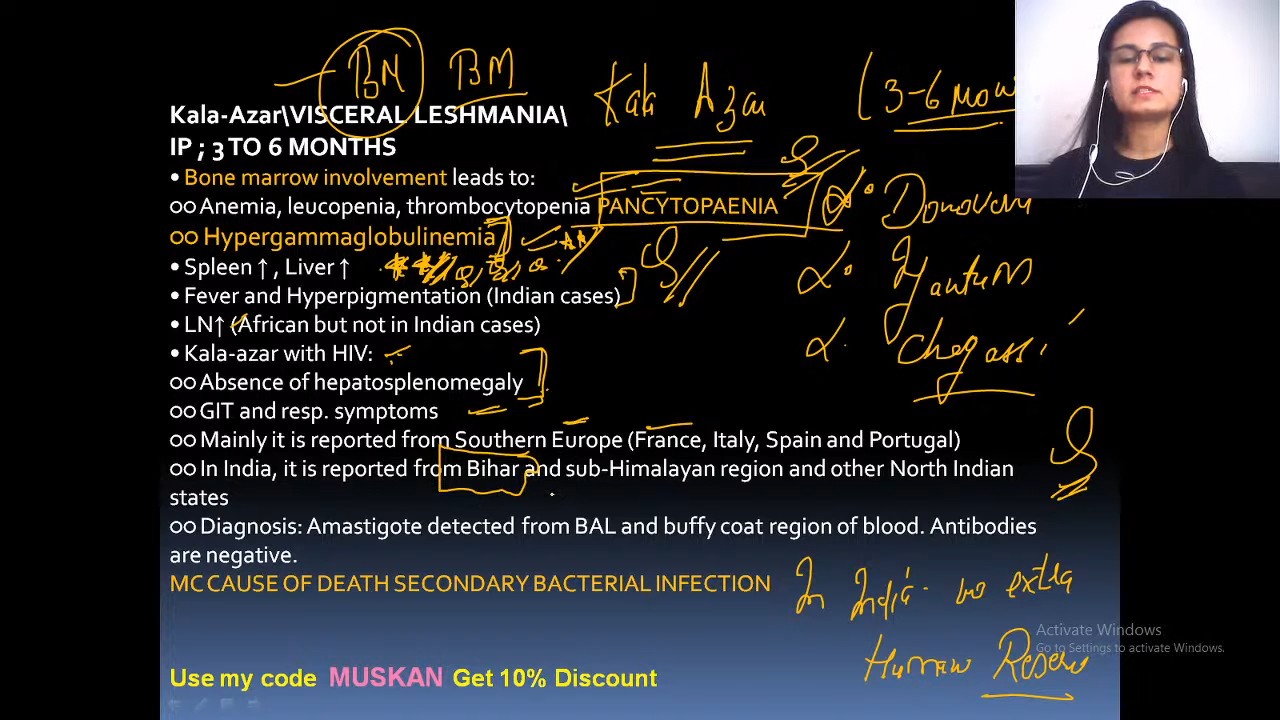 BM BM
Kala Azar (3-6 mon
Kala-Azar\VISCERAL LESHMANIA\
IP ; 3 TO 6 MONTHS
• Bone marrow involvement leads to:
oo Anemia, leucopenia, thrombocytopenia PANCYTOPAENIA
oo Hypergammaglobulinemia
• Spleen ↑ , Liver ↑
• Fever and Hyperpigmentation (Indian cases)
• LN↑ (African but not in Indian cases)
• Kala-azar with HIV:
oo Absence of hepatosplenomegaly
oo GIT and resp. symptoms
oo Mainly it is reported from Southern Europe (France, Italy, Spain and Portugal)
oo In India, it is reported from Bihar and sub-Himalayan region and other North Indian
states
oo Diagnosis: Amastigote detected from BAL and buffy coat region of blood. Antibodies
are negative.
MC CAUSE OF DEATH SECONDARY BACTERIAL INFECTION
In India no extra
Human
Activate Windows
Go to Settings to activate Windows.
Use my code MUSKAN Get 10% Discount